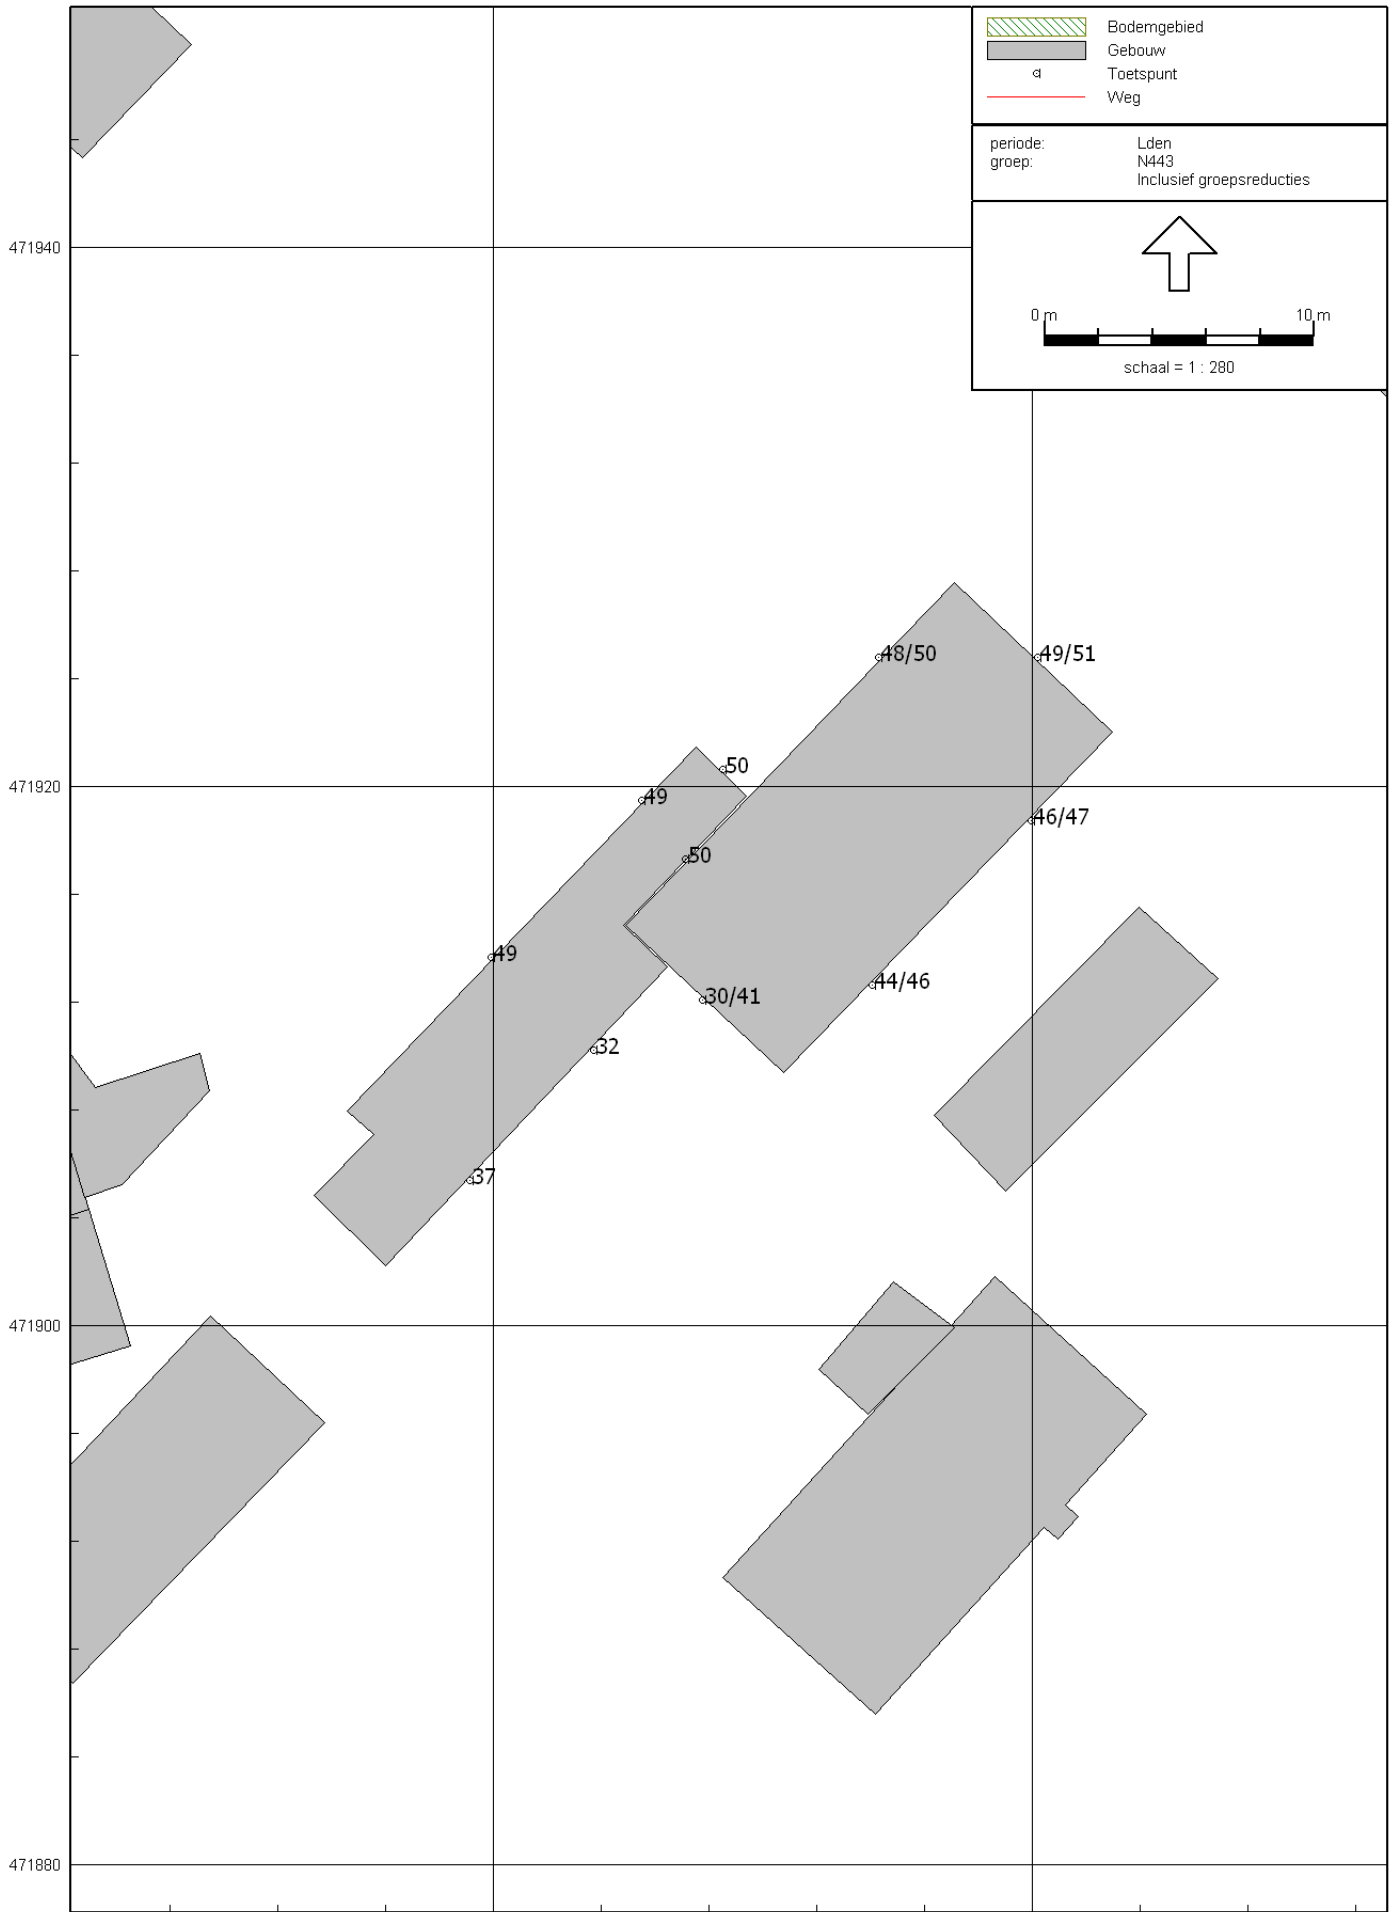 Bodemgebied
Gebouw
Toetspunt
Weg
periode: Lden
groep: N443
Inclusief groepsreducties
0 m 10 m
schaal = 1 : 280
471940
48/50 49/51
50
471920
49
46/47
50
49
44/46
30/41
32
37
471900
471880